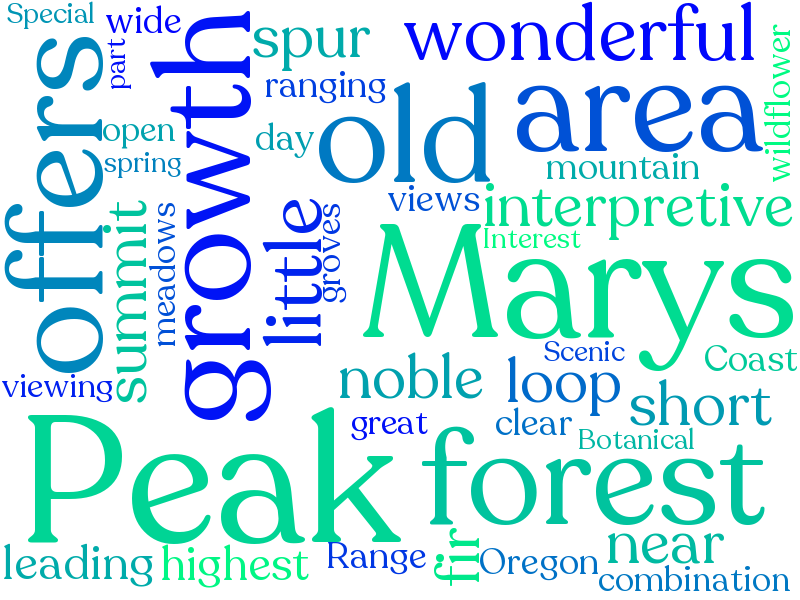 Special
wide
part
offers
growth
spur
wonderful
wildflower
ranging
old
area
open
day
spring
mountain
views
interpretive
summit
meadows
little
groves
Interest
Marys
Scenic
Coast
viewing
noble
loop
short
great
clear
Botanical
Peak
forest
leading
highest
Range
fir
Oregon
near
combination